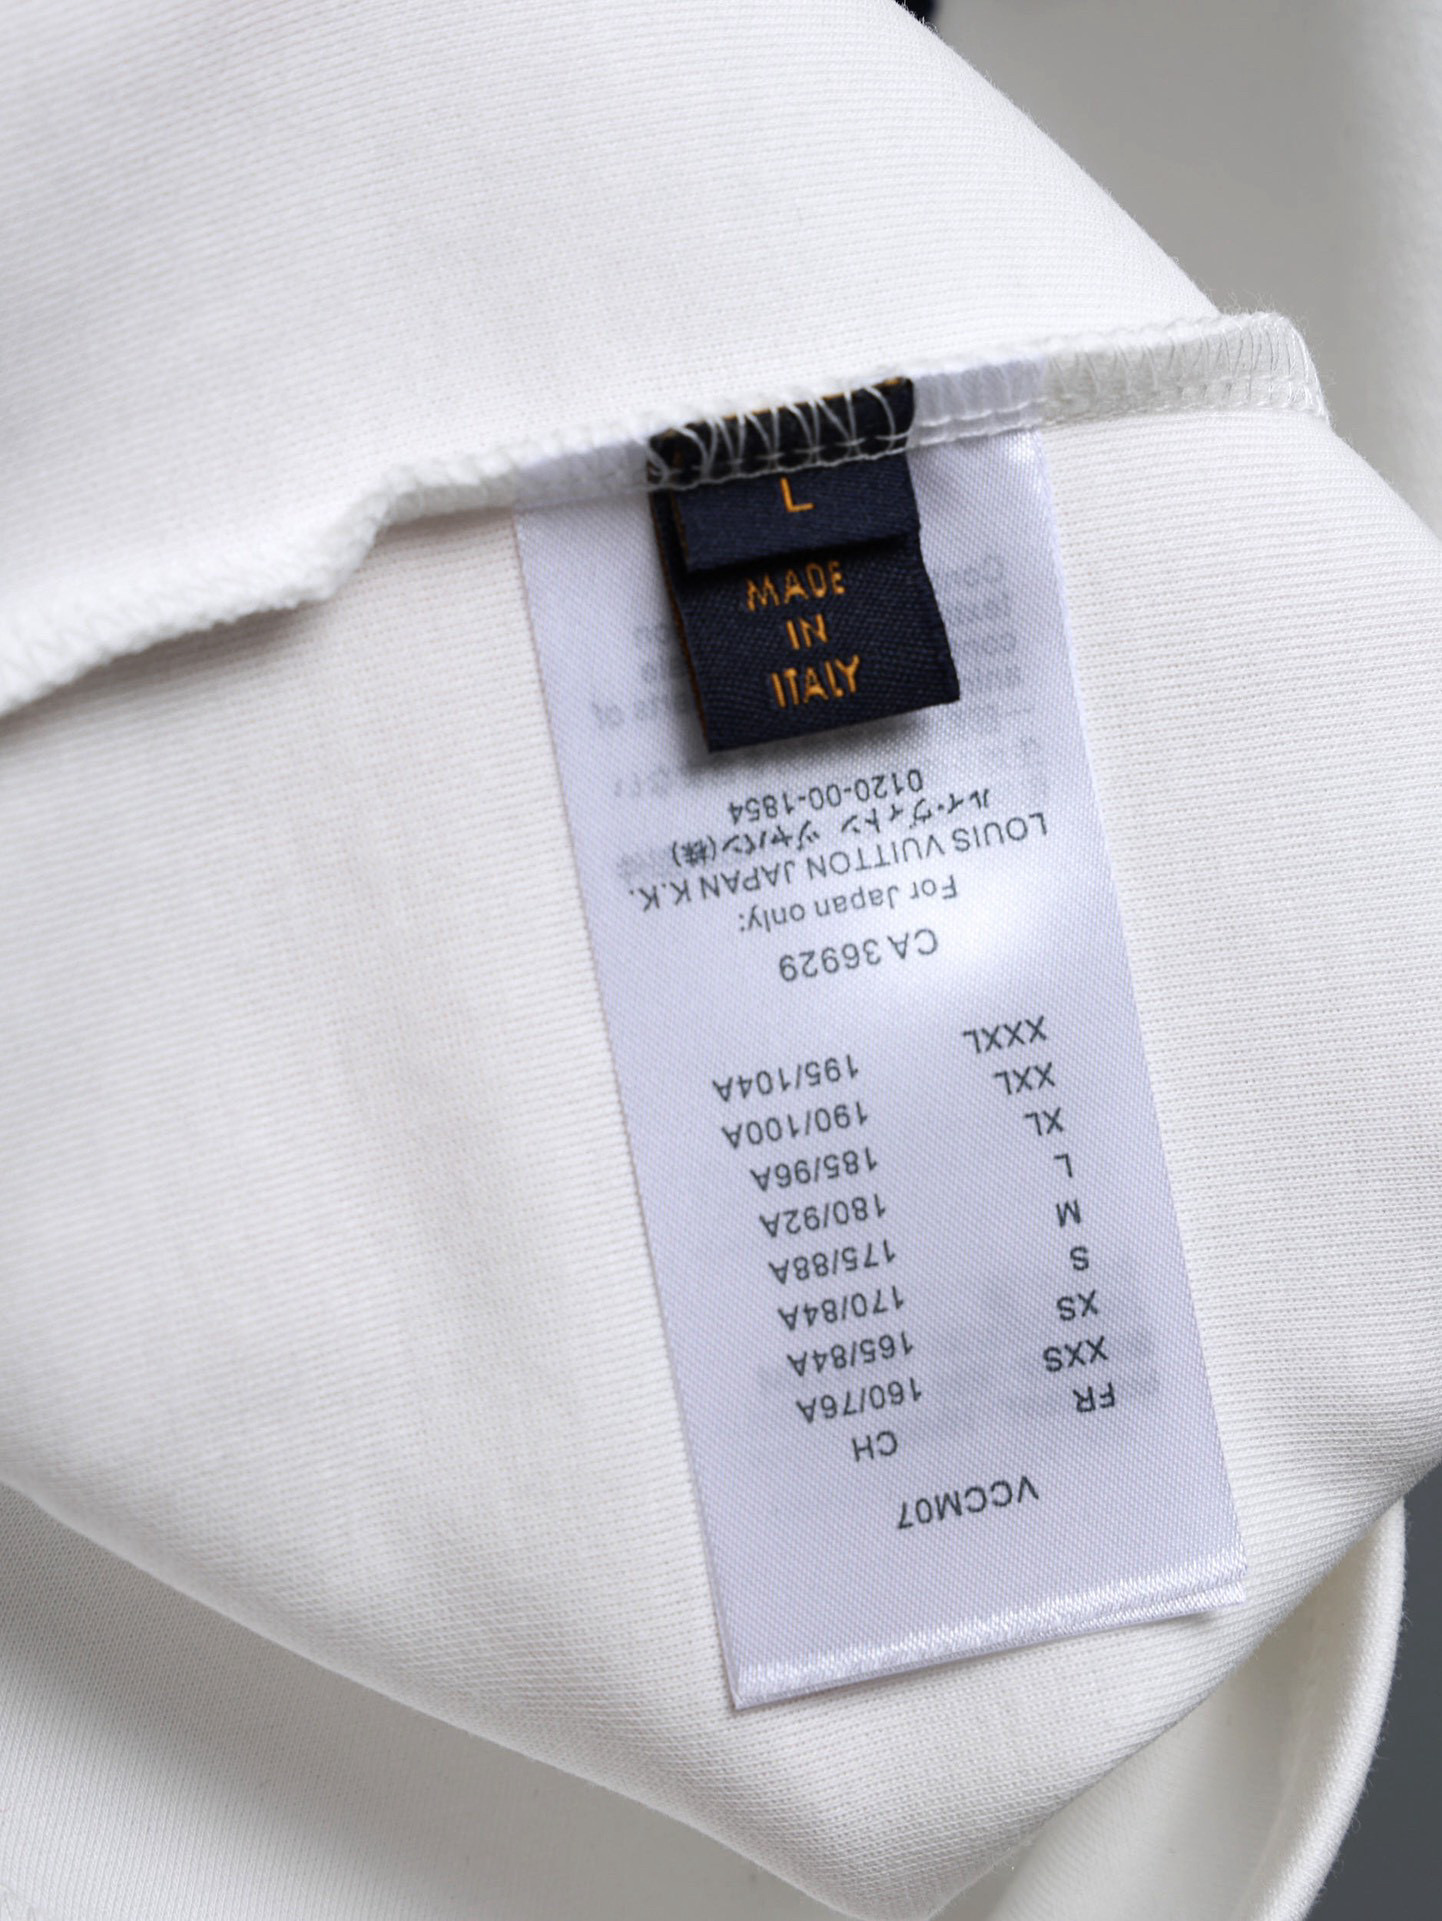 L
MADE
IN
ITALY
VCCM07
FR CH
XXS 160/76A
XS 165/84A
S 170/84A
M 175/88A
L 180/92A
XL 185/96A
XXL 190/100A
XXXL 195/104A
CA 36929
For Japan only:
LOUIS VUITTON JAPAN K.K.
ルイ・ヴィトン ジャパン(株)
0120-00-1854